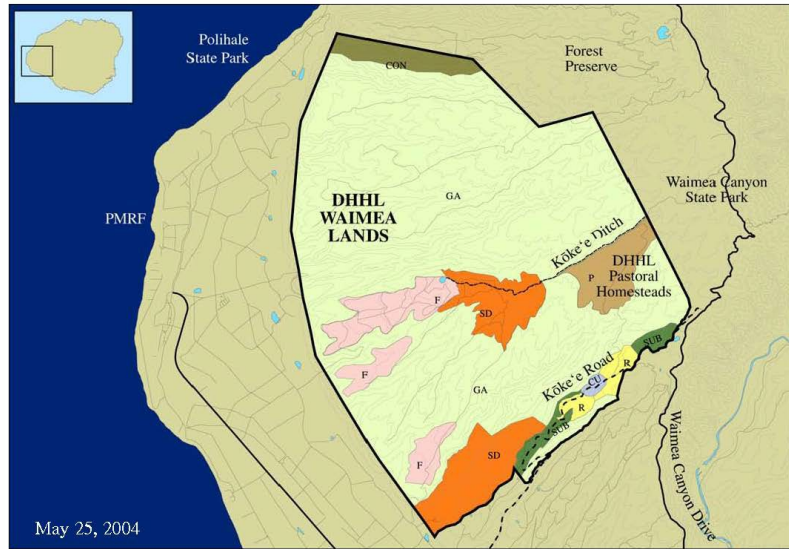 Polihale
State Park
Forest
Preserve
CON
Waimea Canyon
State Park
GA
DHHL
WAIMEA
LANDS
PMRF
Kōke‘e Ditch
DHHL
Pastoral
Homesteads
P
F
SD
SUB
F
Kōke‘e Road
R
CU
GA
R
SUB
SD
F
Waimea Canyon Drive
May 25, 2004